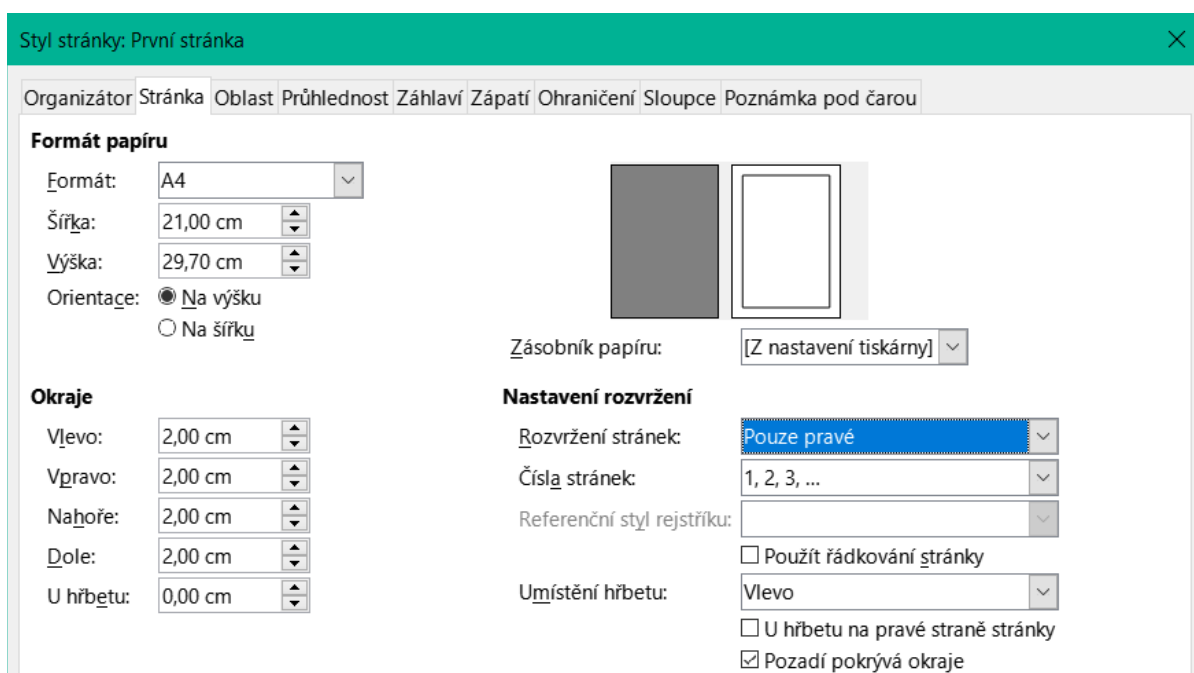 Styl stránky: První stránka
Organizátor Stránka Oblast Průhlednost Záhlaví Zápatí Ohraničení Sloupce Poznámka pod čarou
Formát papíru
Formát: A4
Šířka: 21,00 cm
Výška: 29,70 cm
Orientace: Na výšku
Na šířku
Zásobník papíru: [Z nastavení tiskárny]
Okraje
Vlevo: 2,00 cm
Vpravo: 2,00 cm
Nahoře: 2,00 cm
Dole: 2,00 cm
U hřbetu: 0,00 cm
Nastavení rozvržení
Rozvržení stránek: Pouze pravé
Čísla stránek: 1, 2, 3, ...
Referenční styl rejstříku:
Použít řádkování stránky
Umístění hřbetu: Vlevo
U hřbetu na pravé straně stránky
Pozadí pokrývá okraje